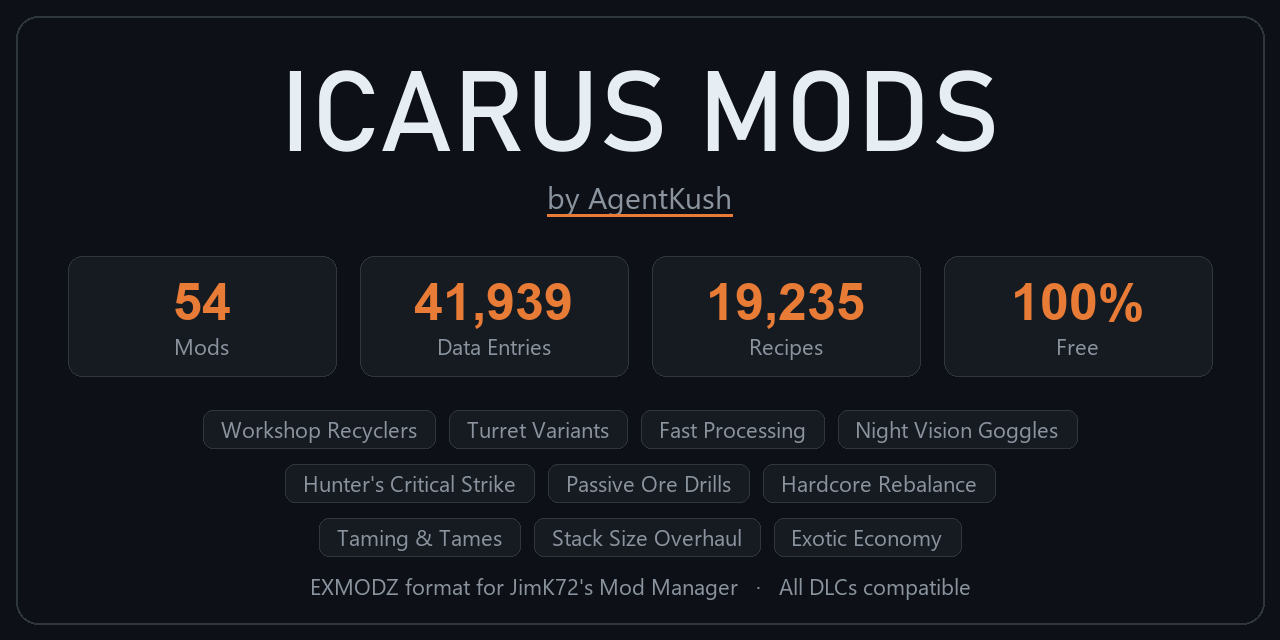 ICARUS MODS
by AgentKush
54
Mods
41,939
Data Entries
19,235
Recipes
100%
Free
Workshop Recyclers
Turret Variants
Fast Processing
Night Vision Goggles
Hunter's Critical Strike
Passive Ore Drills
Hardcore Rebalance
Taming & Tames
Stack Size Overhaul
Exotic Economy
EXMODZ format for JimK72's Mod Manager · All DLCs compatible